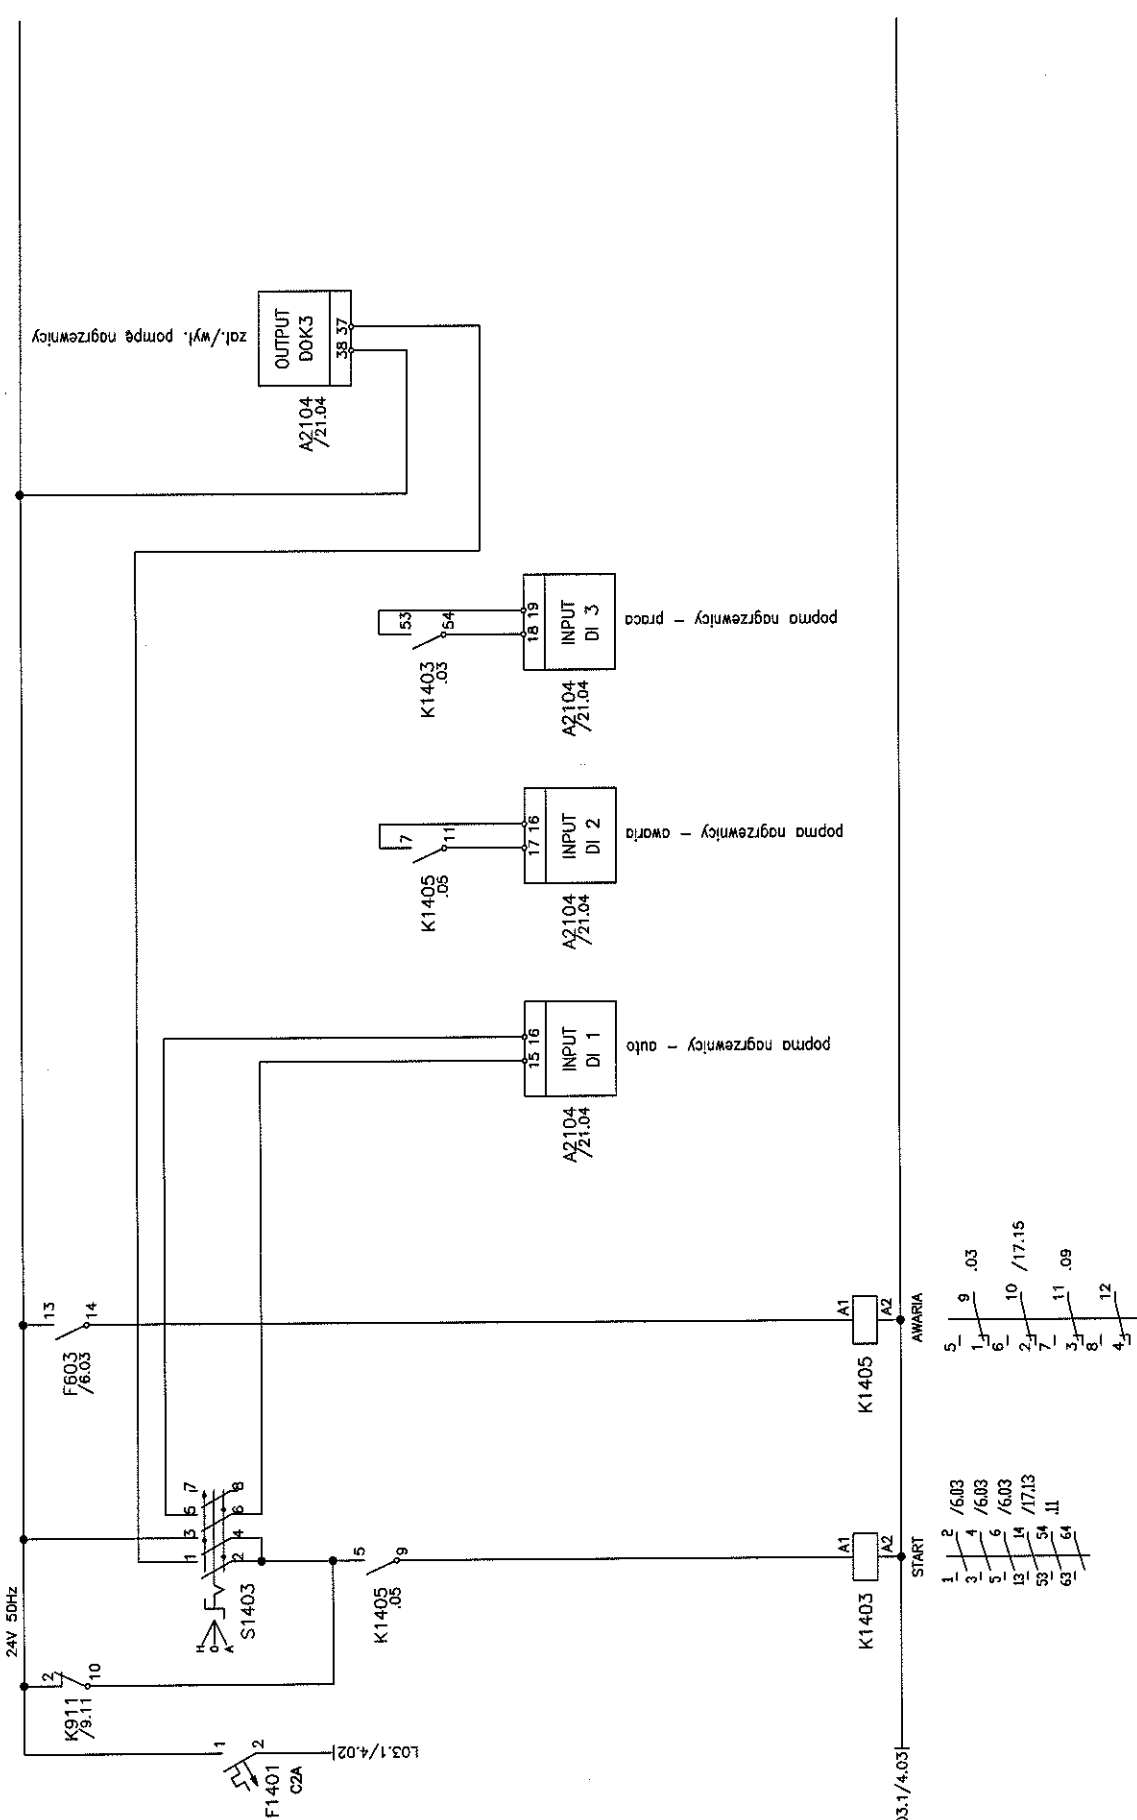 24V 50Hz
F1401
C2A
1
2
L03.1/4.02
03.1/4.03
K911
/9.11
2
10
S1403
H
O
A
1
2
3
4
5
6
7
8
K1405
.05
5
9
K1403
A1
A2
START
1 2 /6.03
3 4 /6.03
5 6 /6.03
13 14 /17.13
53 54 .11
63 64
F603
/6.03
13
14
K1405
A1
A2
AWARIA
5
1 9 .03
6
2 10 /17.15
7
3 11 .09
8
4 12
A2104
/21.04
15 16
INPUT
DI 1
popma nagrzewnicy – auto
K1405
.05
7
11
A2104
/21.04
17 16
INPUT
DI 2
popma nagrzewnicy – awaria
K1403
.03
53
54
A2104
/21.04
18 19
INPUT
DI 3
popma nagrzewnicy – praca
A2104
/21.04
OUTPUT
DOK3
38 37
zał./wył. pompę nagrzewnicy